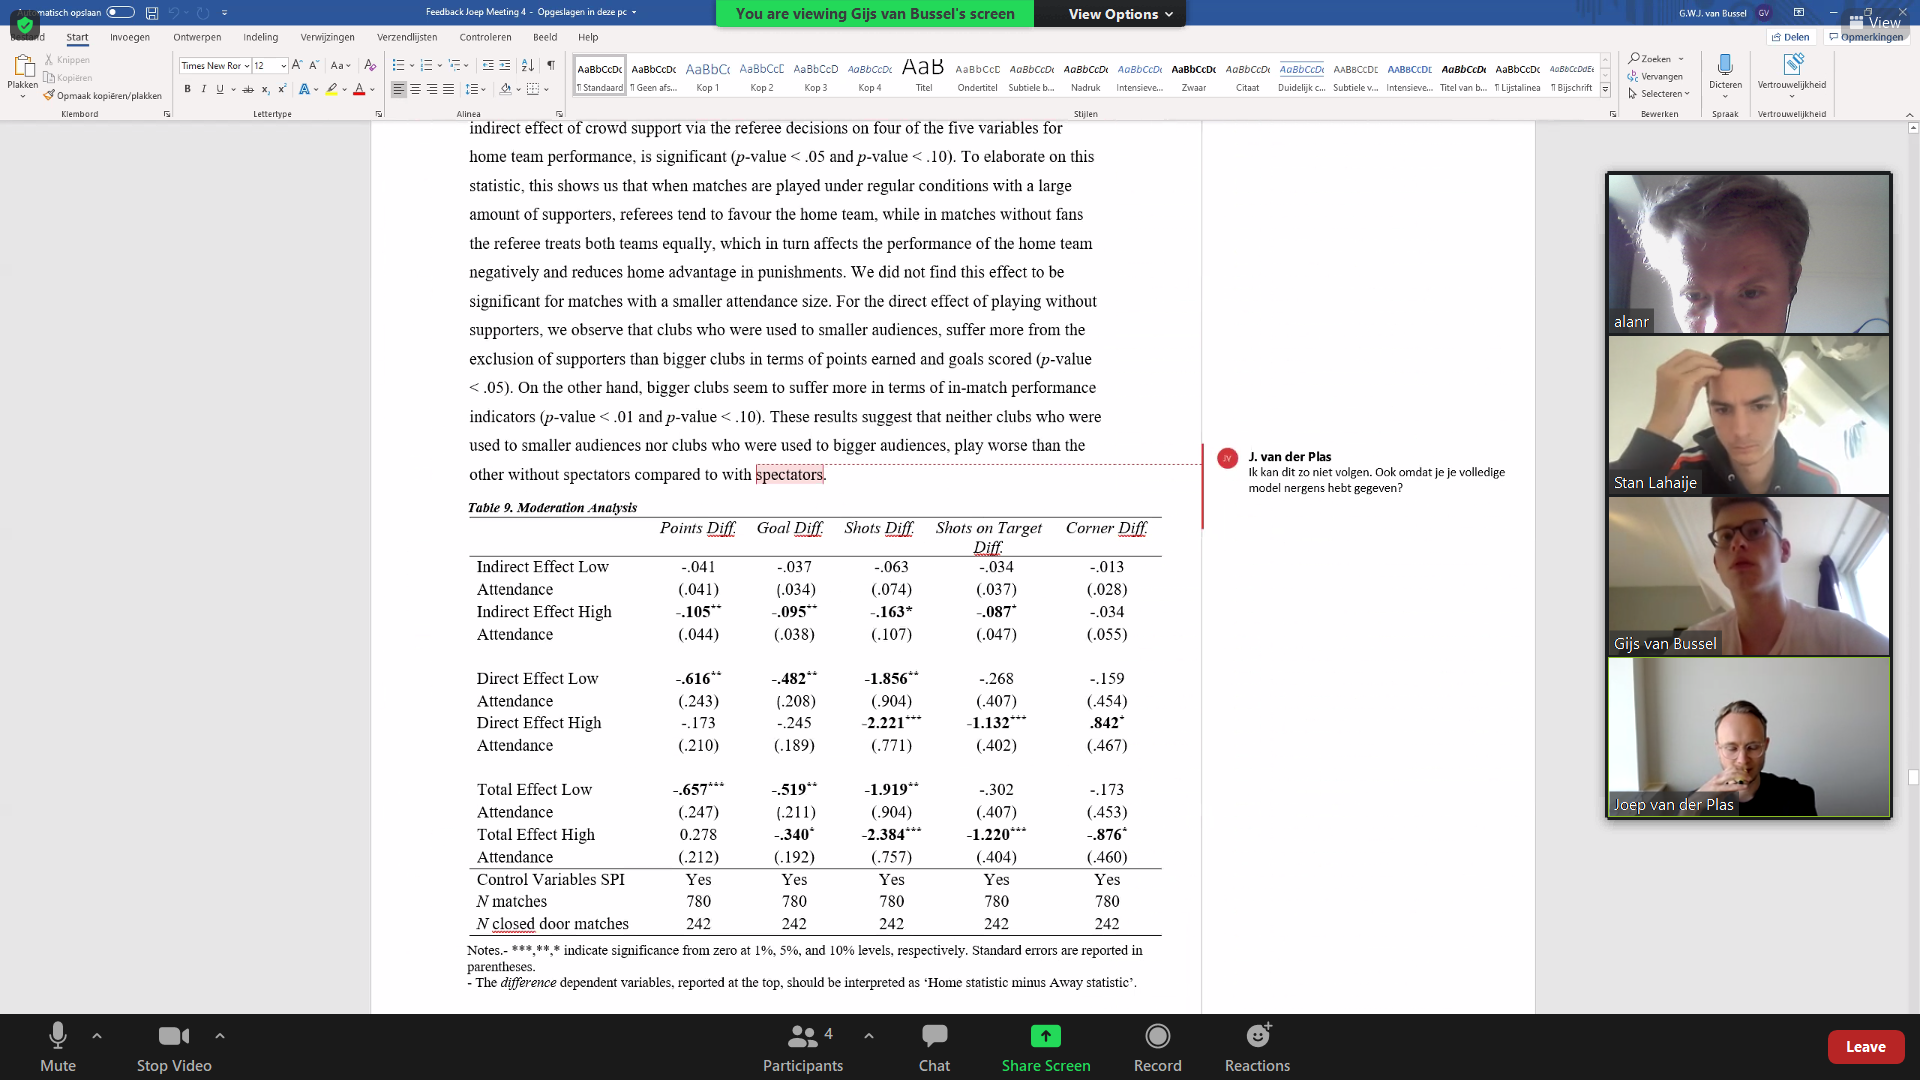 Automatisch opslaan
Feedback Joep Meeting 4 - Opgeslagen in deze pc
You are viewing Gijs van Bussel's screen
View Options
G.W.J. van Bussel
GV
View
Bestand
Start
Invoegen
Ontwerpen
Indeling
Verwijzingen
Verzendlijsten
Controleren
Beeld
Help
Delen
Opmerkingen
Plakken
Knippen
Kopiëren
Opmaak kopiëren/plakken
Klembord
Times New Ror
12
Lettertype
Alinea
AaBbCcDc
AaBbCcDc
AaBbCc
AaBbCcE
AaBbCcD
AaBbCcDc
AaB
AaBbCcD
AaBbCcDc
AaBbCcDc
AaBbCcDc
AaBbCcDc
AaBbCcDc
AaBbCcDc
AaBbCcDc
AaBbCcDc
AaBbCcDc
AaBbCcDc
AaBbCcDdEe
¶ Standaard
¶ Geen afs...
Kop 1
Kop 2
Kop 3
Kop 4
Titel
Ondertitel
Subtiele b...
Nadruk
Intensieve...
Zwaar
Citaat
Duidelijk c...
Subtiele v...
Intensieve...
Titel van b...
¶ Lijstalinea
¶ Bijschrift
Stijlen
Zoeken
Vervangen
Selecteren
Bewerken
Dicteren
Spraak
Vertrouwelijkheid
Vertrouwelijkheid
indirect effect of crowd support via the referee decisions on four of the five variables for
home team performance, is significant (p-value < .05 and p-value < .10). To elaborate on this
statistic, this shows us that when matches are played under regular conditions with a large
amount of supporters, referees tend to favour the home team, while in matches without fans
the referee treats both teams equally, which in turn affects the performance of the home team
negatively and reduces home advantage in punishments. We did not find this effect to be
significant for matches with a smaller attendance size. For the direct effect of playing without
supporters, we observe that clubs who were used to smaller audiences, suffer more from the
exclusion of supporters than bigger clubs in terms of points earned and goals scored (p-value
< .05). On the other hand, bigger clubs seem to suffer more in terms of in-match performance
indicators (p-value < .01 and p-value < .10). These results suggest that neither clubs who were
used to smaller audiences nor clubs who were used to bigger audiences, play worse than the
other without spectators compared to with spectators.
JV
J. van der Plas
Ik kan dit zo niet volgen. Ook omdat je je volledige
model nergens hebt gegeven?
Table 9. Moderation Analysis
Points Diff. Goal Diff. Shots Diff. Shots on Target Corner Diff.
Diff.
Indirect Effect Low -.041 -.037 -.063 -.034 -.013
Attendance (.041) (.034) (.074) (.037) (.028)
Indirect Effect High -.105** -.095** -.163* -.087* -.034
Attendance (.044) (.038) (.107) (.047) (.055)
Direct Effect Low -.616** -.482** -1.856** -.268 -.159
Attendance (.243) (.208) (.904) (.407) (.454)
Direct Effect High -.173 -.245 -2.221*** -1.132*** .842*
Attendance (.210) (.189) (.771) (.402) (.467)
Total Effect Low -.657*** -.519** -1.919** -.302 -.173
Attendance (.247) (.211) (.904) (.407) (.453)
Total Effect High 0.278 -.340* -2.384*** -1.220*** -.876*
Attendance (.212) (.192) (.757) (.404) (.460)
Control Variables SPI Yes Yes Yes Yes Yes
N matches 780 780 780 780 780
N closed door matches 242 242 242 242 242
Notes.- ***,**,* indicate significance from zero at 1%, 5%, and 10% levels, respectively. Standard errors are reported in
parentheses.
- The difference dependent variables, reported at the top, should be interpreted as ‘Home statistic minus Away statistic’.
alanr
Stan Lahaije
Gijs van Bussel
Joep van der Plas
Mute
Stop Video
Participants
4
Chat
Share Screen
Record
Reactions
Leave